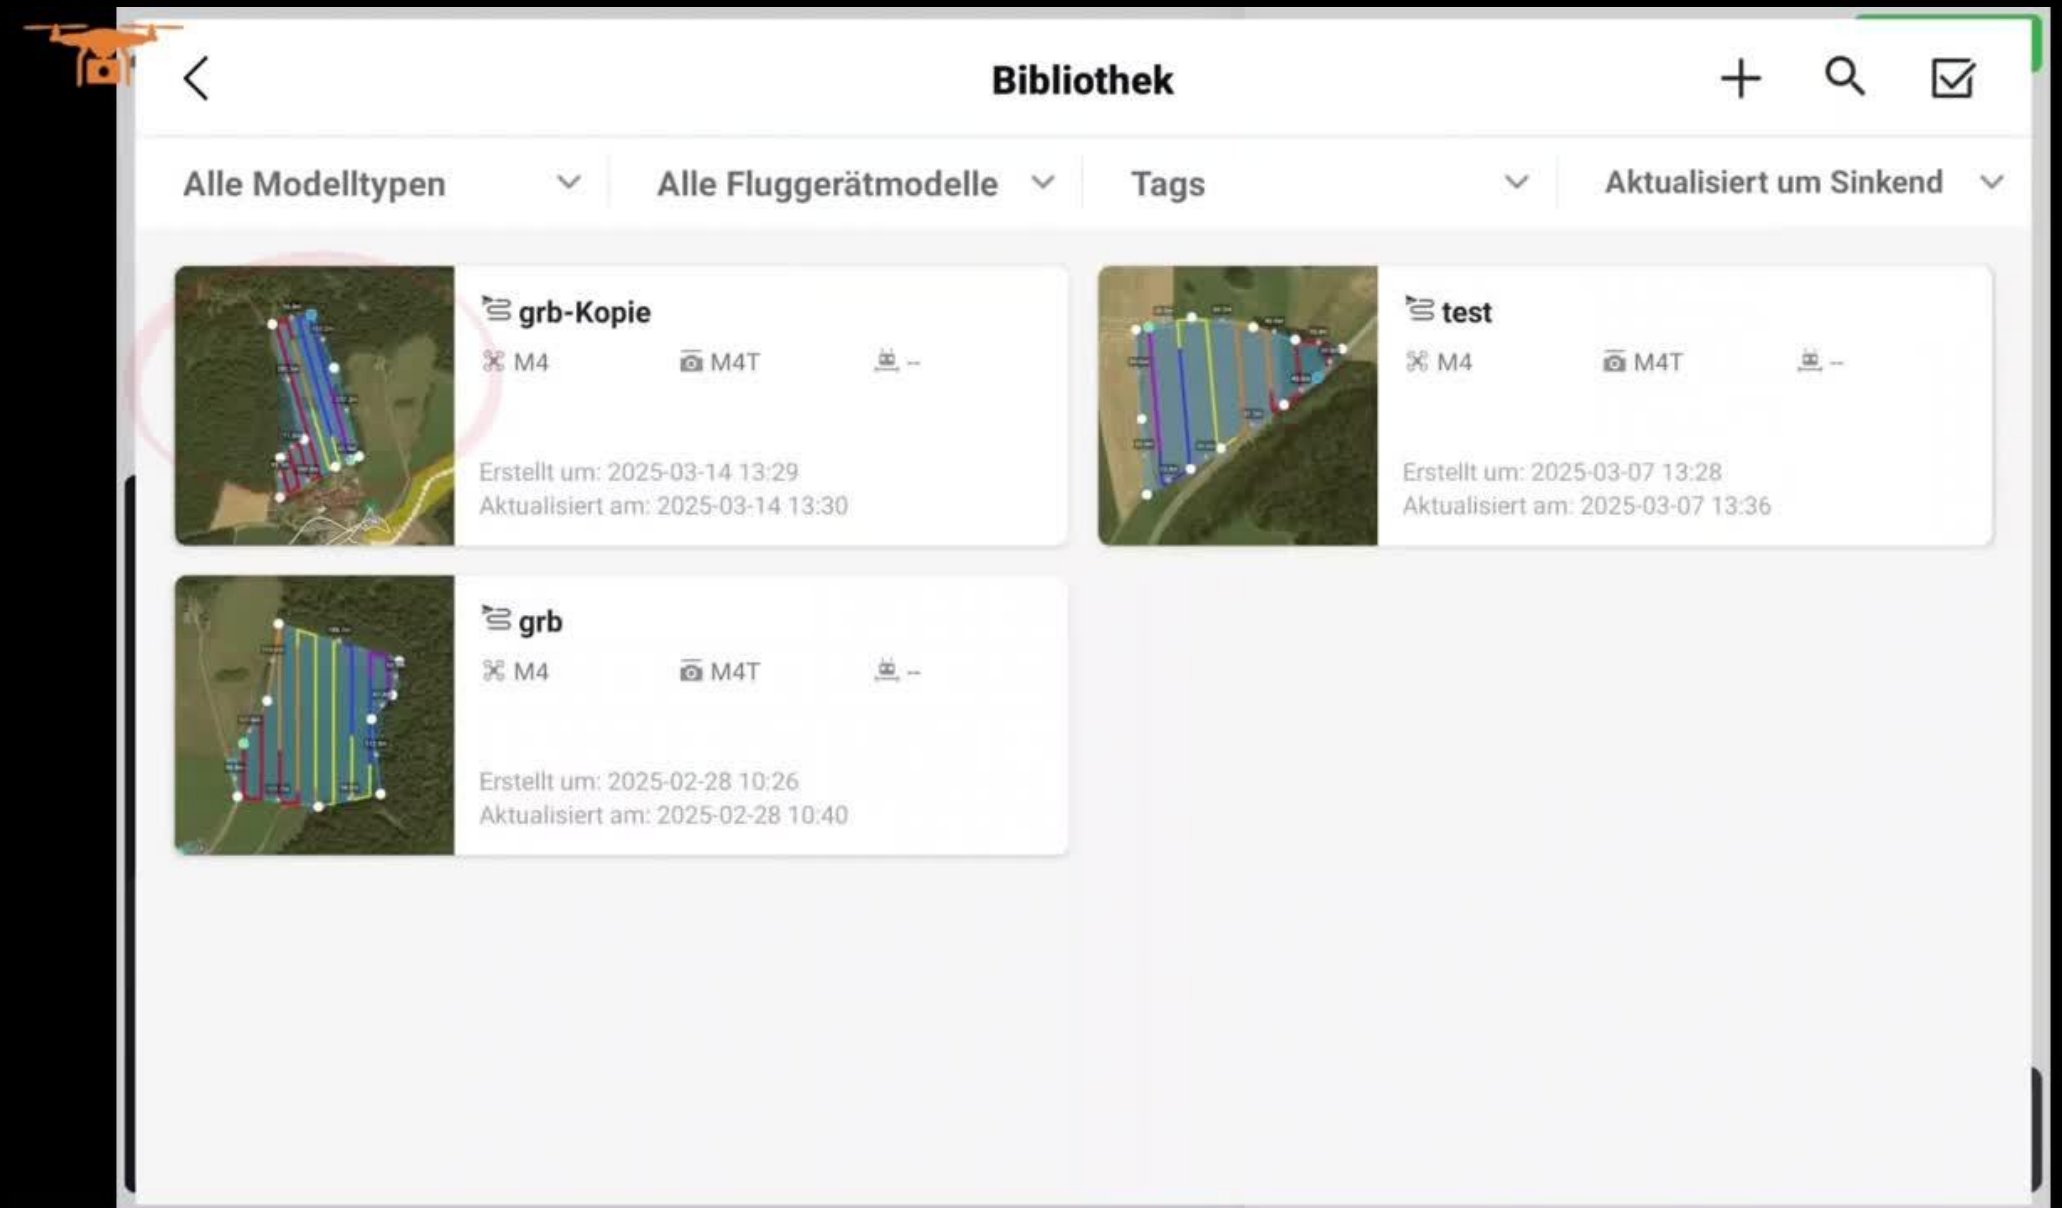 Bibliothek
Alle Modelltypen
Alle Fluggerätmodelle
Tags
Aktualisiert um Sinkend
grb-Kopie
M4
M4T
--
Erstellt um: 2025-03-14 13:29
Aktualisiert am: 2025-03-14 13:30
test
M4
M4T
--
Erstellt um: 2025-03-07 13:28
Aktualisiert am: 2025-03-07 13:36
grb
M4
M4T
--
Erstellt um: 2025-02-28 10:26
Aktualisiert am: 2025-02-28 10:40